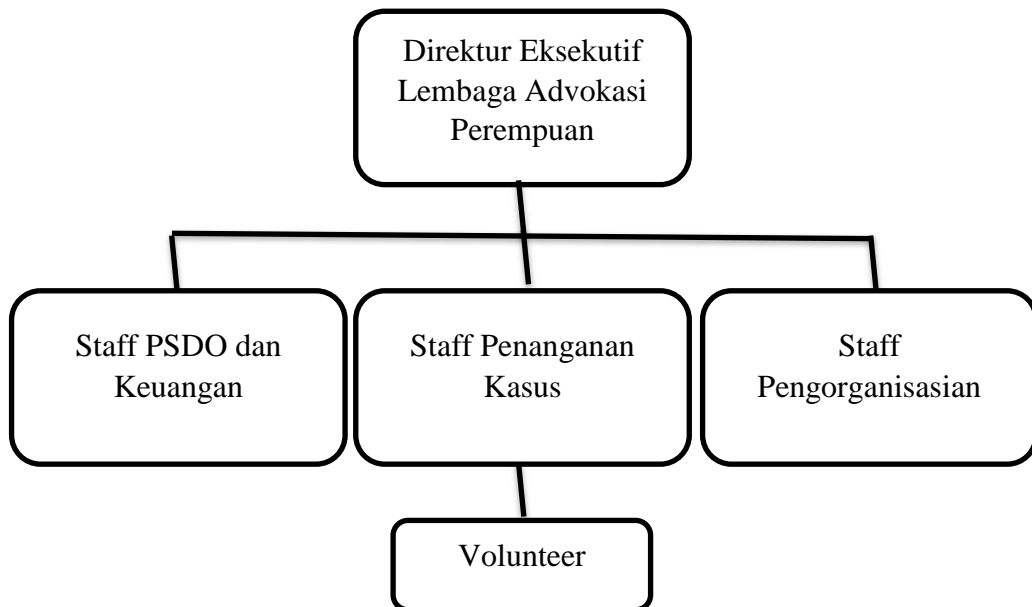 Direktur Eksekutif
Lembaga Advokasi
Perempuan
Staff PSDO dan
Keuangan
Staff Penanganan
Kasus
Staff
Pengorganisasian
Volunteer